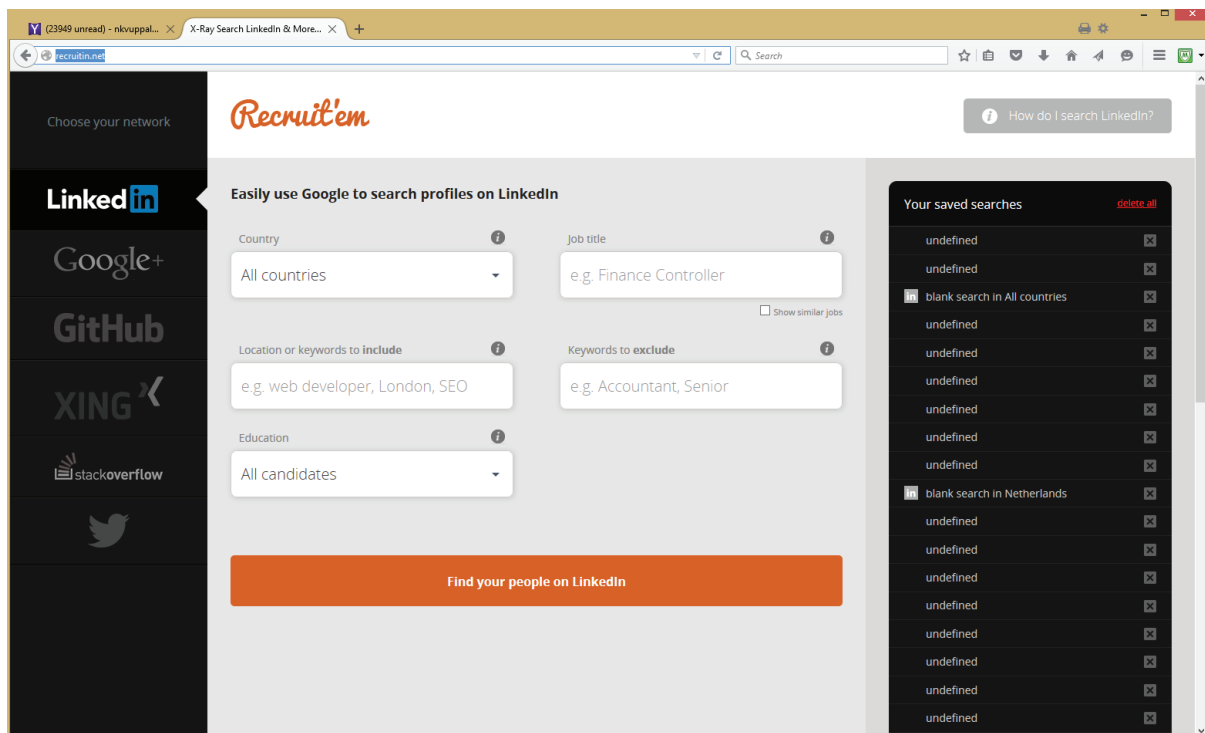 (23949 unread) - nkvuppal...
X-Ray Search LinkedIn & More...
recruitin.net
Search
Choose your network
Linked in
Google+
GitHub
XING
stackoverflow
Recruit'em
How do I search LinkedIn?
Easily use Google to search profiles on LinkedIn
Country
All countries
Job title
e.g. Finance Controller
Show similar jobs
Location or keywords to include
e.g. web developer, London, SEO
Keywords to exclude
e.g. Accountant, Senior
Education
All candidates
Find your people on LinkedIn
Your saved searches
delete all
undefined
undefined
in blank search in All countries
undefined
undefined
undefined
undefined
undefined
undefined
in blank search in Netherlands
undefined
undefined
undefined
undefined
undefined
undefined
undefined
undefined